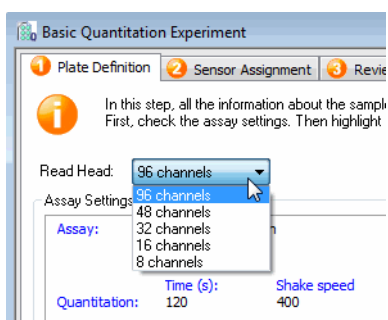 Basic Quantitation Experiment
1 Plate Definition 2 Sensor Assignment 3
In this step, all the information about the
First, check the assay settings. Then highlight
Read Head: 96 channels
96 channels
Assay Settings
48 channels
Assay: 32 channels
16 channels
8 channels
Time (s): Shake speed
Quantitation: 120 400